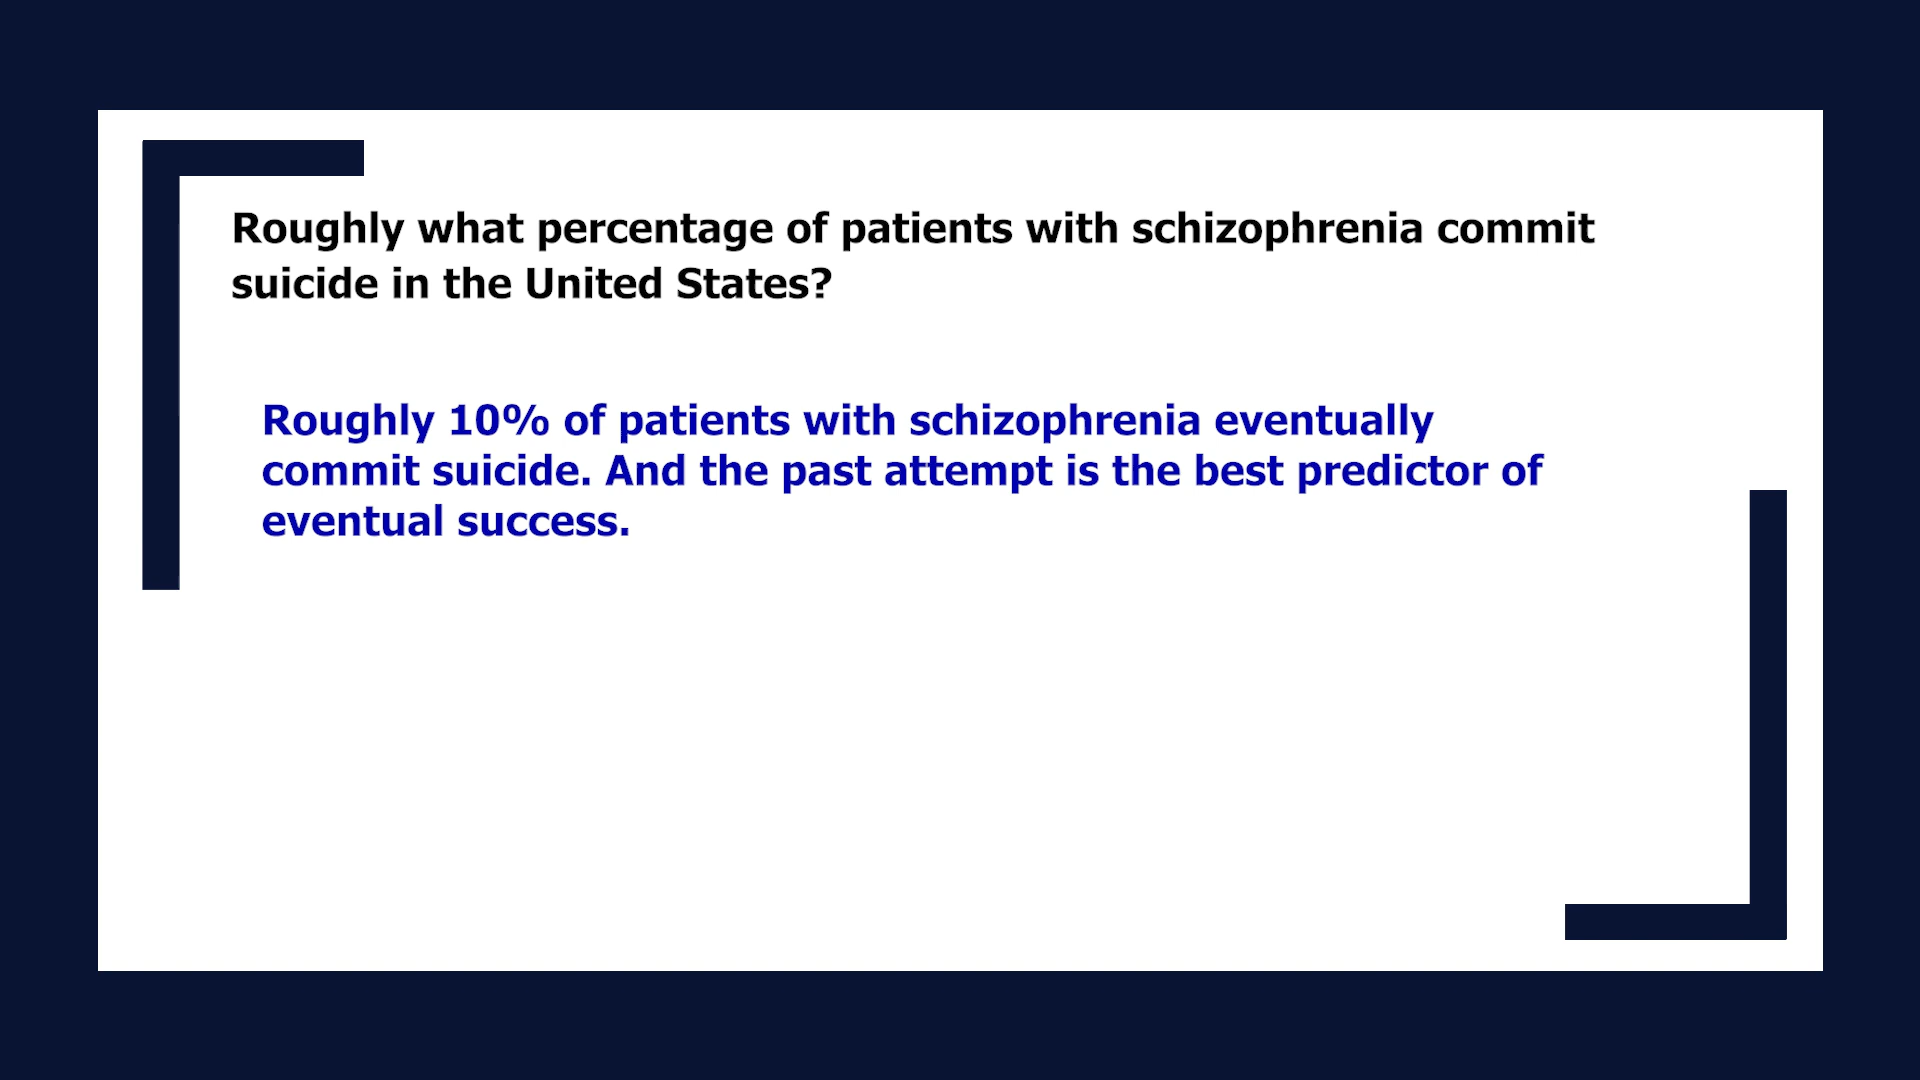 Roughly what percentage of patients with schizophrenia commit
suicide in the United States?
Roughly 10% of patients with schizophrenia eventually
commit suicide. And the past attempt is the best predictor of
eventual success.